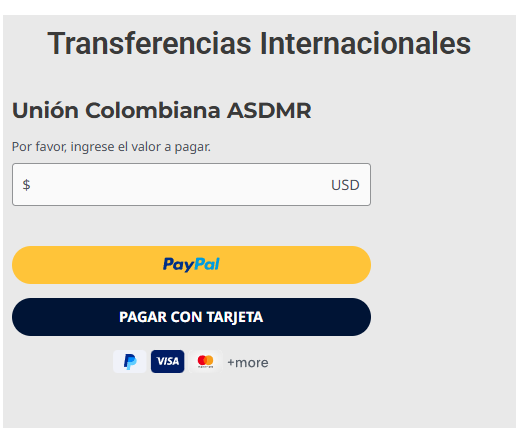 Transferencias Internacionales
Unión Colombiana ASDMR
Por favor, ingrese el valor a pagar.
$ USD
PayPal
PAGAR CON TARJETA
P VISA +more